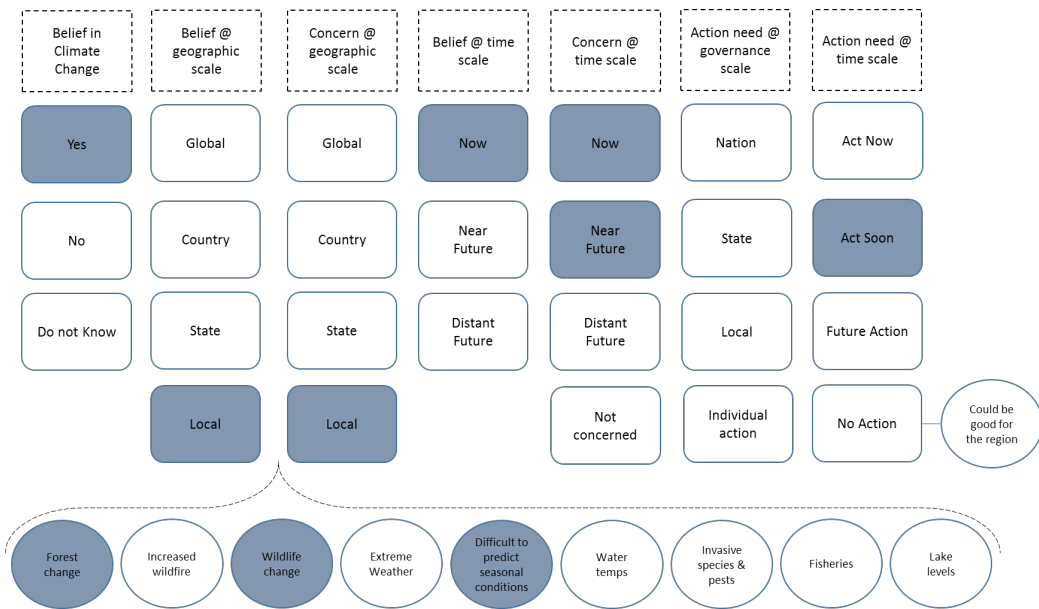 Belief in
Climate
Change
Belief @
geographic
scale
Concern @
geographic
scale
Belief @ time
scale
Concern @
time scale
Action need @
governance
scale
Action need @
time scale
Yes
Global
Global
Now
Now
Nation
Act Now
No
Country
Country
Near
Future
Near
Future
State
Act Soon
Do not Know
State
State
Distant
Future
Distant
Future
Local
Future Action
Local
Local
Not
concerned
Individual
action
No Action
Could be
good for
the region
Forest
change
Increased
wildfire
Wildlife
change
Extreme
Weather
Difficult to
predict
seasonal
conditions
Water
temps
Invasive
species &
pests
Fisheries
Lake
levels